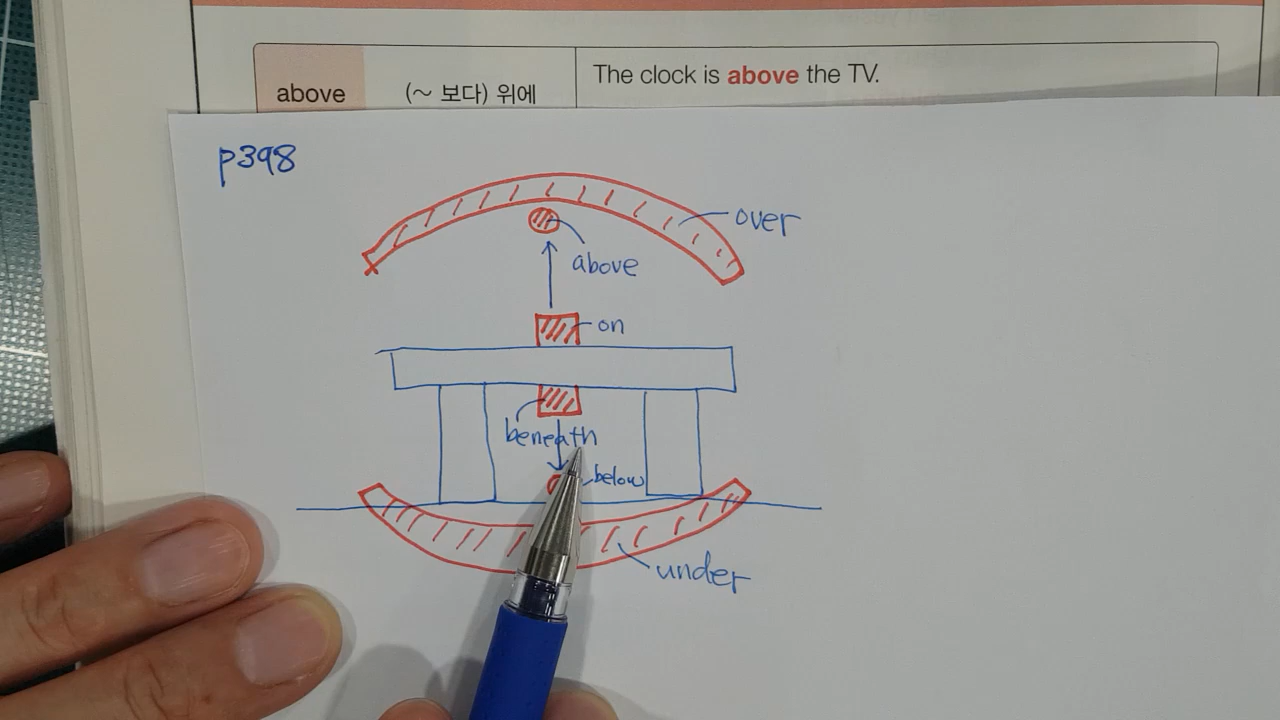 The clock is above the TV.
above (~ 보다) 위에
p398
over
above
on
beneath
below
under